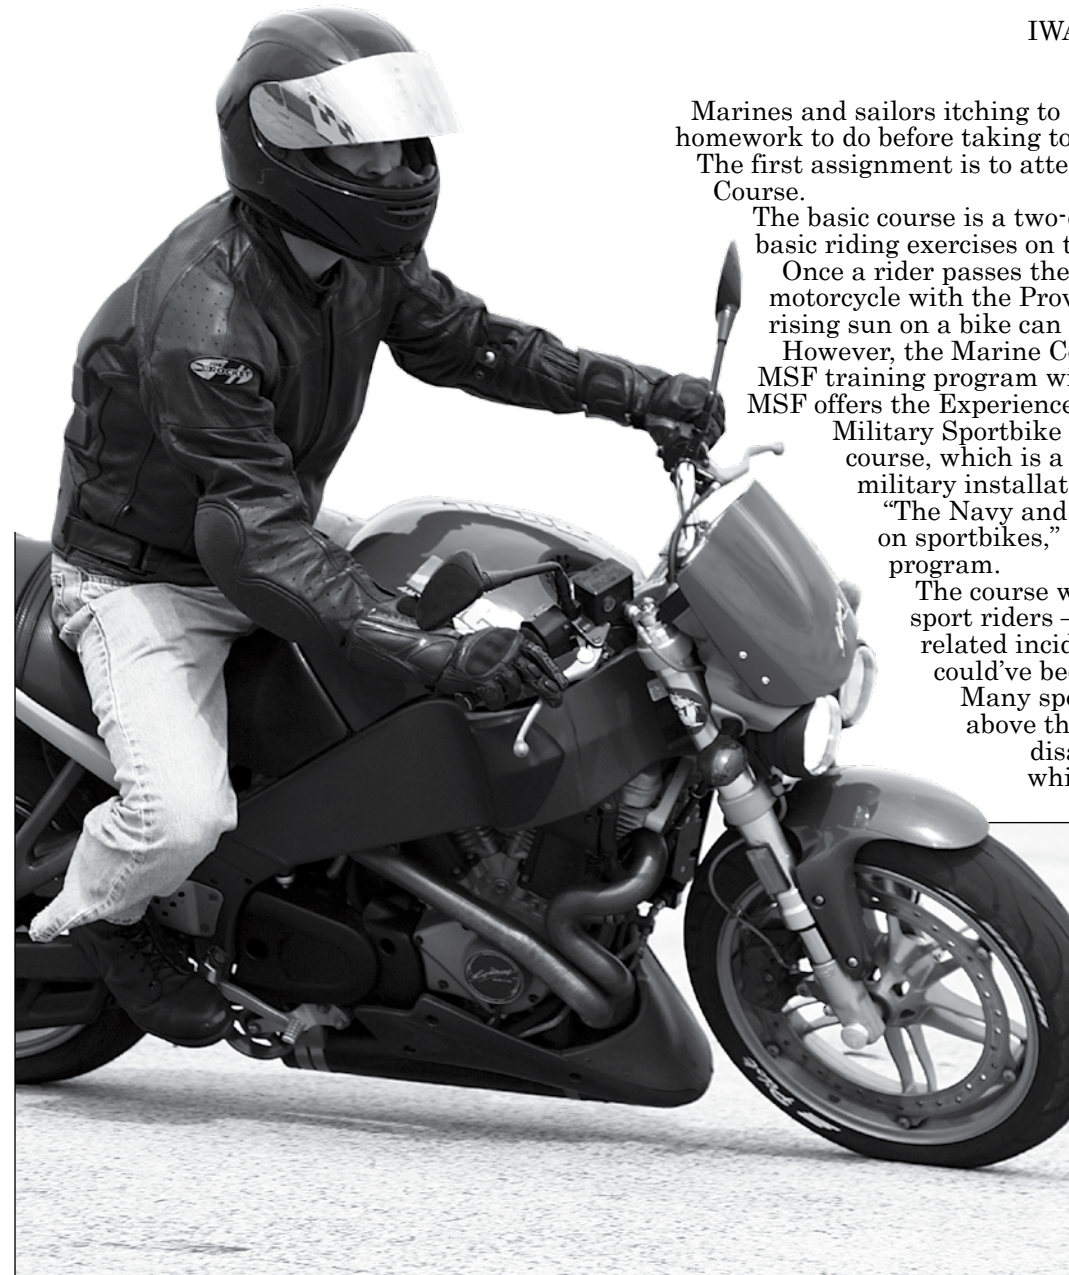 IWA
Marines and sailors itching to
homework to do before taking to
The first assignment is to atte
Course.
The basic course is a two-
basic riding exercises on t
Once a rider passes the
motorcycle with the Prov
rising sun on a bike can
However, the Marine Co
MSF training program wi
MSF offers the Experience
Military Sportbike
course, which is a
military installat
“The Navy and
on sportbikes,”
program.
The course w
sport riders –
related incid
could’ve bee
Many spo
above th
disa
whi
ROCKET
Pilot